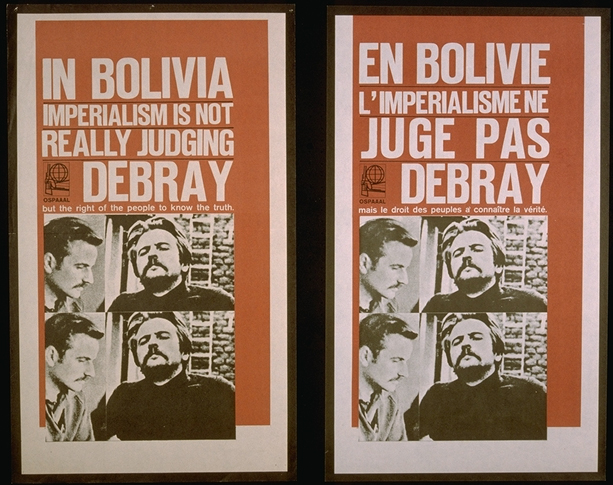 IN BOLIVIA
IMPERIALISM IS NOT
REALLY JUDGING
DEBRAY
OSPAAAL
but the right of the people to know the truth.
EN BOLIVIE
L'IMPERIALISME NE
JUGE PAS
DEBRAY
OSPAAAL
mais le droit des peuples á connaître la vérité.